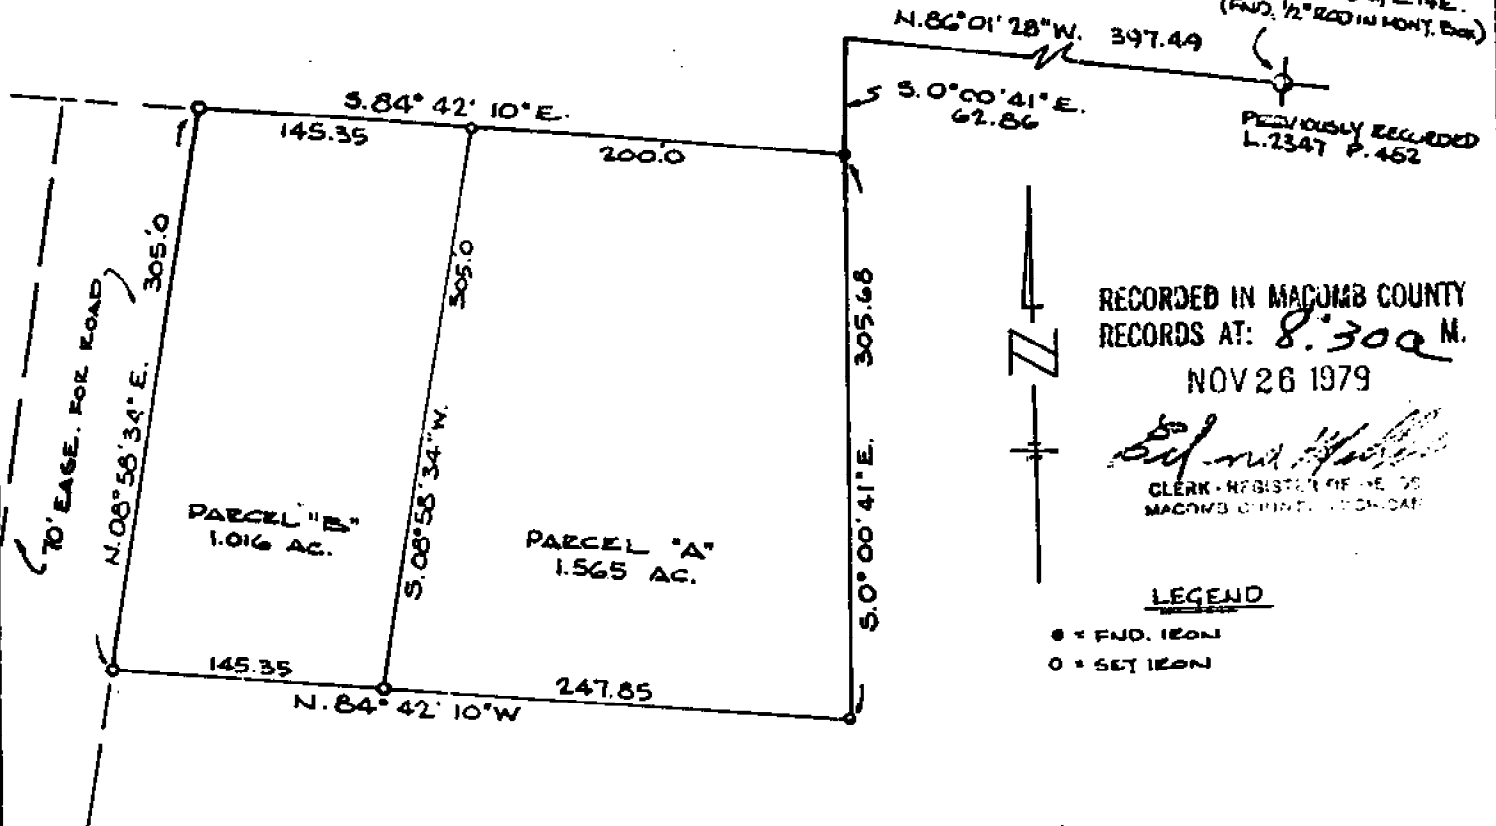 (FND. 1/2" ROD IN MONT. BOX)
N.86°01'28"W. 397.49
S.0°00'41"E.
62.86
PREVIOUSLY RECORDED
L.2347 P.452
S.84°42'10"E.
145.35
200.0
305.0
N.08°58'34"E.
70' EASE. FOR ROAD
305.0
S.08°58'34"W.
305.68
S.0°00'41"E.
PARCEL "B"
1.016 AC.
PARCEL "A"
1.565 AC.
145.35
247.85
N.84°42'10"W
N
RECORDED IN MACOMB COUNTY
RECORDS AT: 8:30a M.
NOV 26 1979
CLERK - REGISTER OF DEEDS
MACOMB COUNTY, MICHIGAN
LEGEND
● = FND. IRON
O = SET IRON